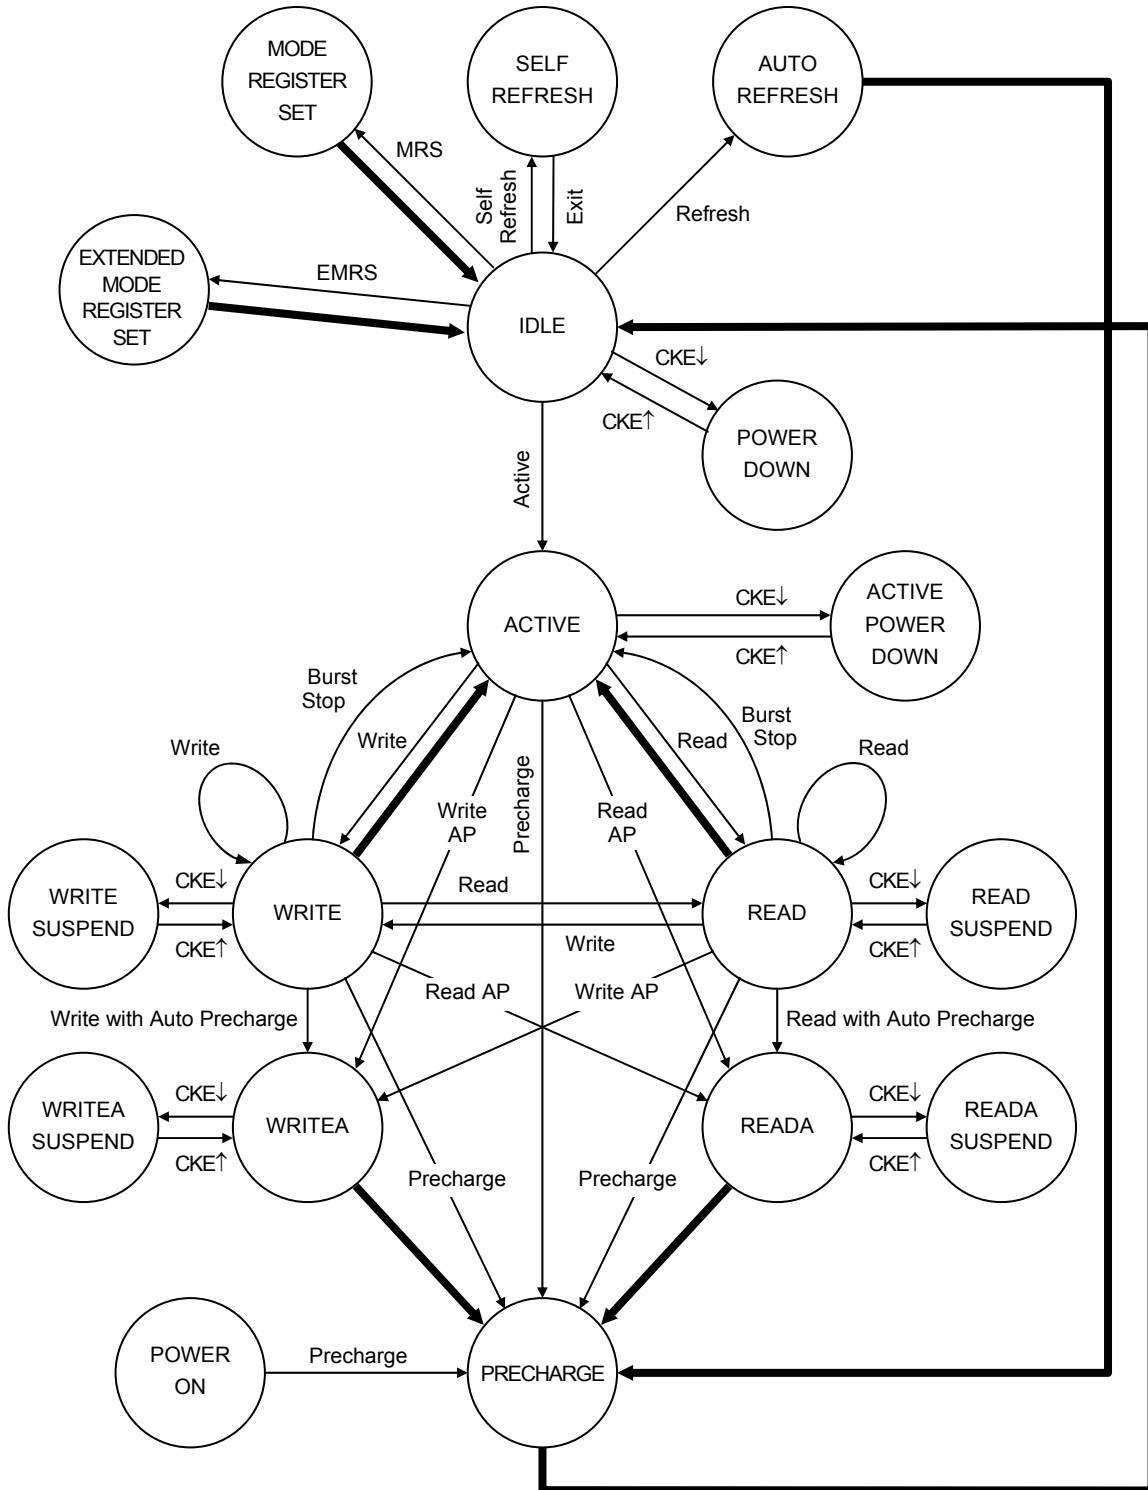 MODE
REGISTER
SET
SELF
REFRESH
AUTO
REFRESH
MRS
Self
Refresh
Exit
Refresh
EXTENDED
MODE
REGISTER
SET
EMRS
IDLE
CKE↓
CKE↑
POWER
DOWN
Active
ACTIVE
CKE↓
CKE↑
ACTIVE
POWER
DOWN
Burst
Stop
Write
Write
Write
AP
Precharge
Read
AP
Read
Burst
Stop
Read
WRITE
SUSPEND
CKE↓
CKE↑
WRITE
Read
Write
READ
CKE↓
CKE↑
READ
SUSPEND
Read AP
Write AP
Write with Auto Precharge
Read with Auto Precharge
WRITEA
SUSPEND
CKE↓
CKE↑
WRITEA
READA
CKE↓
CKE↑
READA
SUSPEND
Precharge
Precharge
POWER
ON
Precharge
PRECHARGE